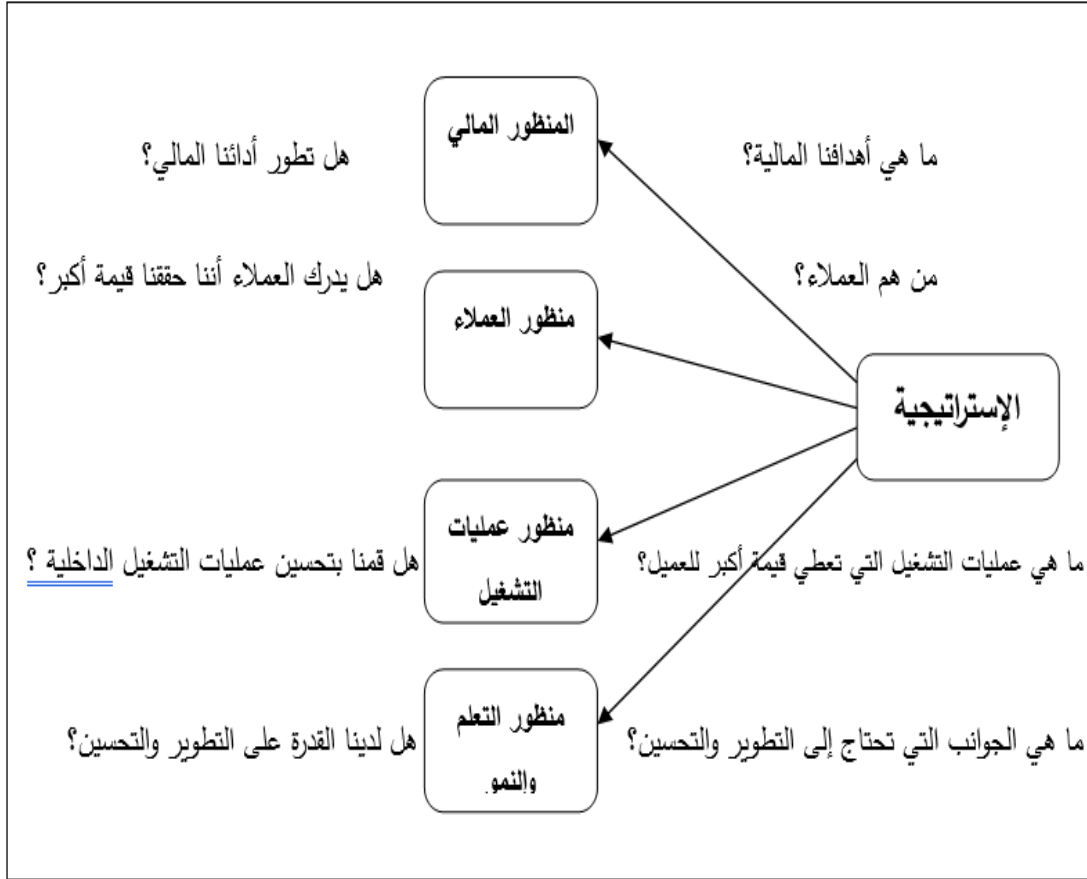 المنظور المالي
ما هي أهدافنا المالية؟
هل تطور أدائنا المالي؟
من هم العملاء؟
هل يدرك العملاء أننا حققنا قيمة أكبر؟
منظور العملاء
الإستراتيجية
منظور عمليات
التشغيل
ما هي عمليات التشغيل التي تعطي قيمة أكبر للعميل؟
هل قمنا بتحسين عمليات التشغيل الداخلية ؟
منظور التعلم
والنمو
ما هي الجوانب التي تحتاج إلى التطوير والتحسين؟
هل لدينا القدرة على التطوير والتحسين؟